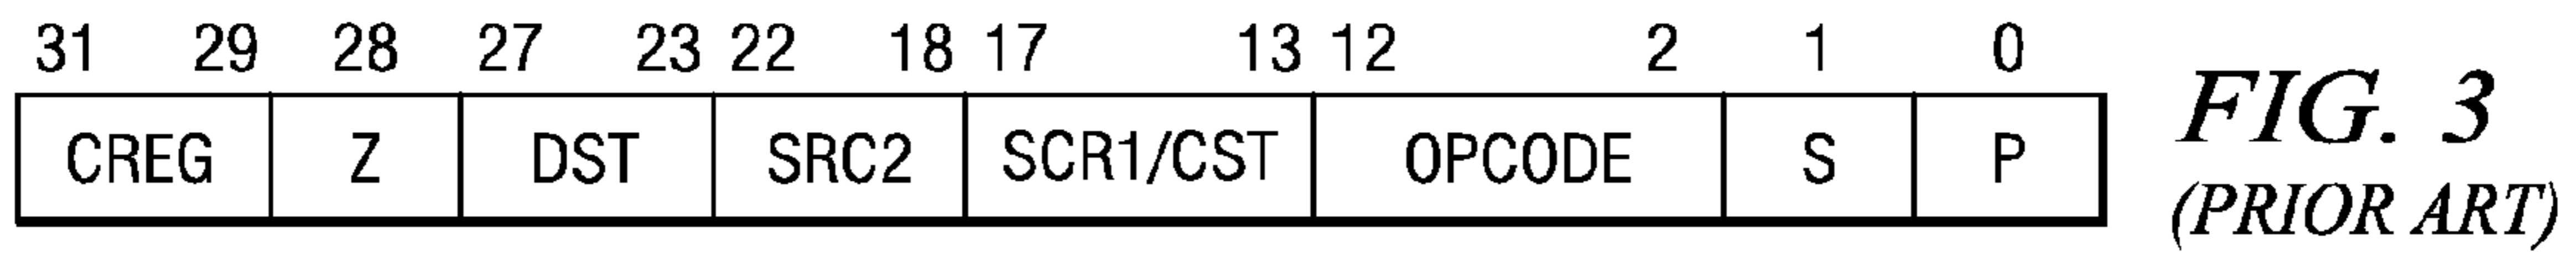 31 29 28 27 23 22 18 17 13 12 2 1 0
CREG Z DST SRC2 SCR1/CST OPCODE S P
FIG. 3
(PRIOR ART)